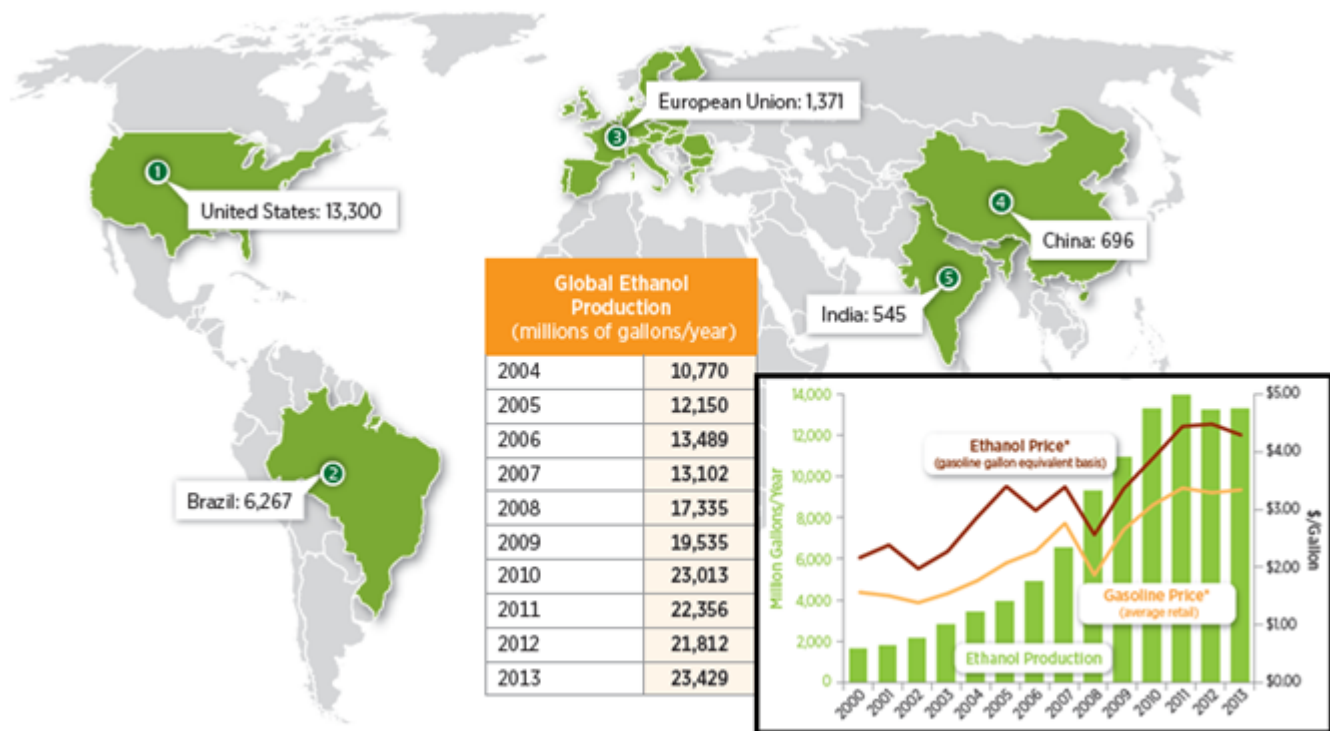 European Union: 1,371
3
1
United States: 13,300
4
China: 696
5
India: 545
2
Brazil: 6,267
Global Ethanol
Production
(millions of gallons/year)
2004 10,770
2005 12,150
2006 13,489
2007 13,102
2008 17,335
2009 19,535
2010 23,013
2011 22,356
2012 21,812
2013 23,429
Million Gallons/Year
14,000
12,000
10,000
8,000
6,000
4,000
2,000
0
Ethanol Price*
(gasoline gallon equivalent basis)
Gasoline Price*
(average retail)
Ethanol Production
$5.00
$4.00
$3.00
$2.00
$1.00
$0.00
$/Gallon
2000 2001 2002 2003 2004 2005 2006 2007 2008 2009 2010 2011 2012 2013